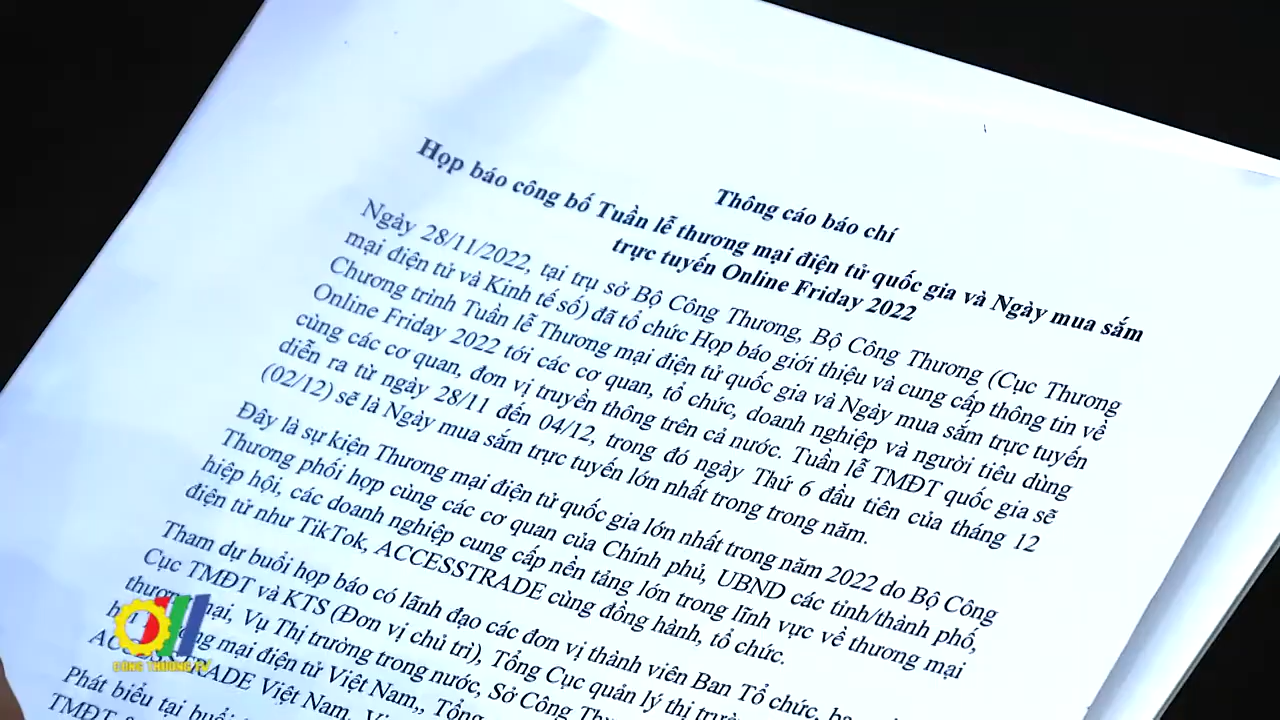 Thông cáo báo chí
Họp báo công bố Tuần lễ thương mại điện tử quốc gia và Ngày mua sắm
trực tuyến Online Friday 2022
Ngày 28/11/2022, tại trụ sở Bộ Công Thương, Bộ Công Thương (Cục Thương
mại điện tử và Kinh tế số) đã tổ chức Họp báo giới thiệu và cung cấp thông tin về
Chương trình Tuần lễ Thương mại điện tử quốc gia và Ngày mua sắm trực tuyến
Online Friday 2022 tới các cơ quan, tổ chức, doanh nghiệp và người tiêu dùng
cùng các cơ quan, đơn vị truyền thông trên cả nước. Tuần lễ TMĐT quốc gia sẽ
diễn ra từ ngày 28/11 đến 04/12, trong đó ngày Thứ 6 đầu tiên của tháng 12
(02/12) sẽ là Ngày mua sắm trực tuyến lớn nhất trong trong năm.
Đây là sự kiện Thương mại điện tử quốc gia lớn nhất trong năm 2022 do Bộ Công
Thương phối hợp cùng các cơ quan của Chính phủ, UBND các tỉnh/thành phố,
hiệp hội, các doanh nghiệp cung cấp nền tảng lớn trong lĩnh vực về thương mại
điện tử như TikTok, ACCESSTRADE cùng đồng hành, tổ chức.
Tham dự buổi họp báo có lãnh đạo các đơn vị thành viên Ban Tổ chức,
Cục TMĐT và KTS (Đơn vị chủ trì), Tổng Cục quản lý thị
Vụ Thị trường trong nước, Sở Công
mại điện tử Việt Nam,, Tổng
Việt Nam,
Phát biểu tại buổi
TMĐT
CÔNG THƯƠNG TV